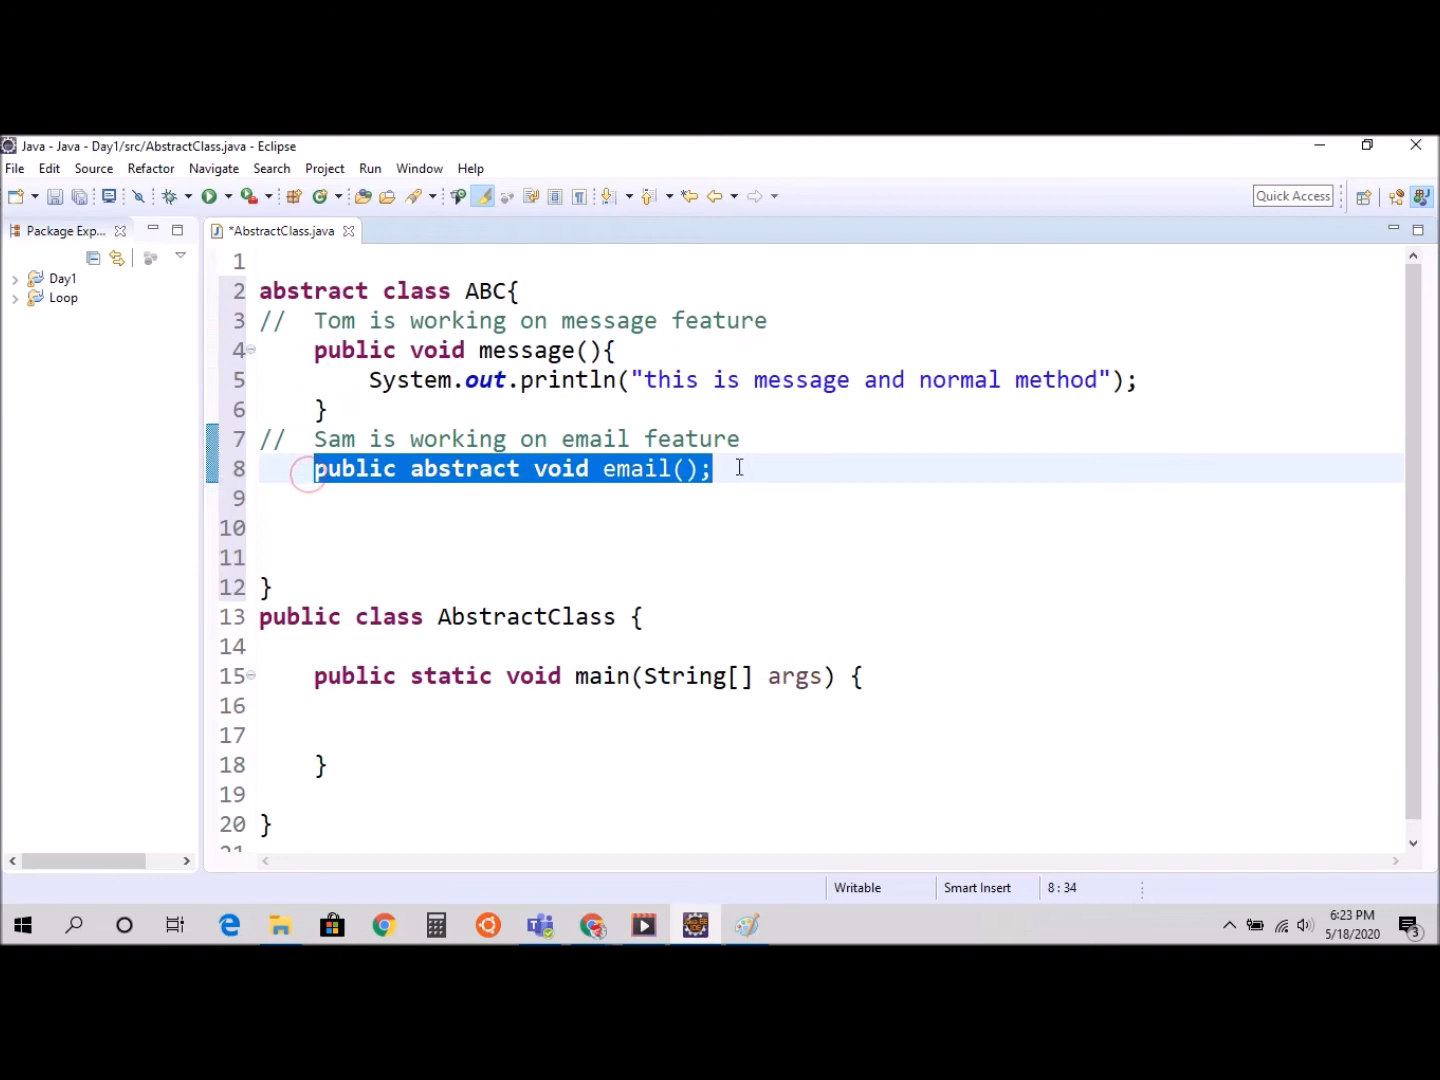 Java - Java - Day1/src/AbstractClass.java - Eclipse
File Edit Source Refactor Navigate Search Project Run Window Help
Quick Access
Package Exp...
*AbstractClass.java
Day1
Loop
1
2 abstract class ABC{
3 // Tom is working on message feature
4 public void message(){
5 System.out.println("this is message and normal method");
6 }
7 // Sam is working on email feature
8 public abstract void email();
9
10
11
12 }
13 public class AbstractClass {
14
15 public static void main(String[] args) {
16
17
18 }
19
20 }
21
Writable Smart Insert 8 : 34
6:23 PM
5/18/2020
3